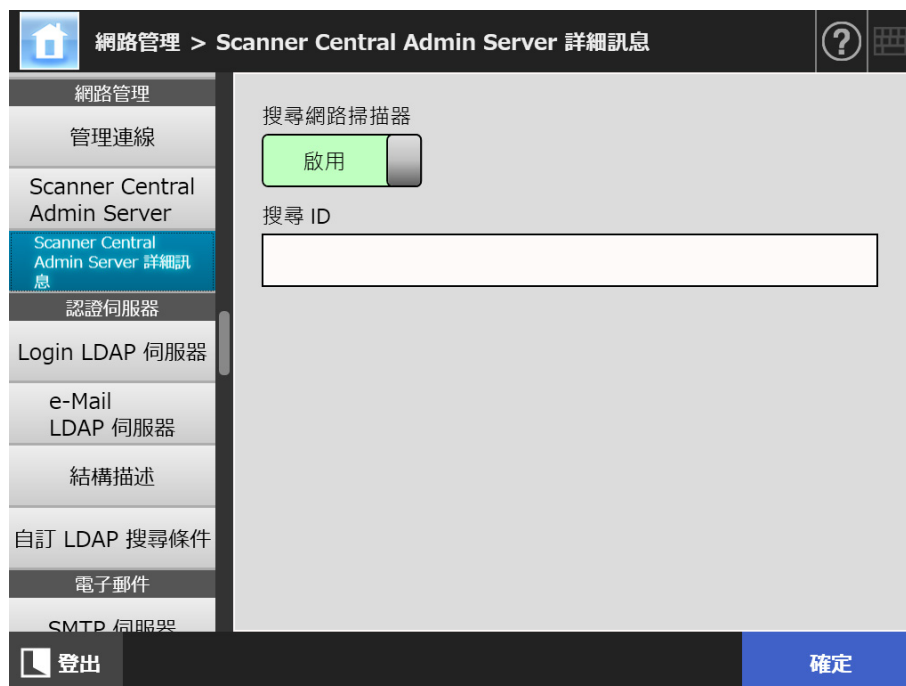 網路管理 > Scanner Central Admin Server 詳細訊息
?
網路管理
管理連線
Scanner Central
Admin Server
Scanner Central
Admin Server 詳細訊
息
認證伺服器
Login LDAP 伺服器
e-Mail
LDAP 伺服器
結構描述
自訂 LDAP 搜尋條件
電子郵件
SMTP 伺服器
搜尋網路掃描器
啟用
搜尋 ID
登出
確定